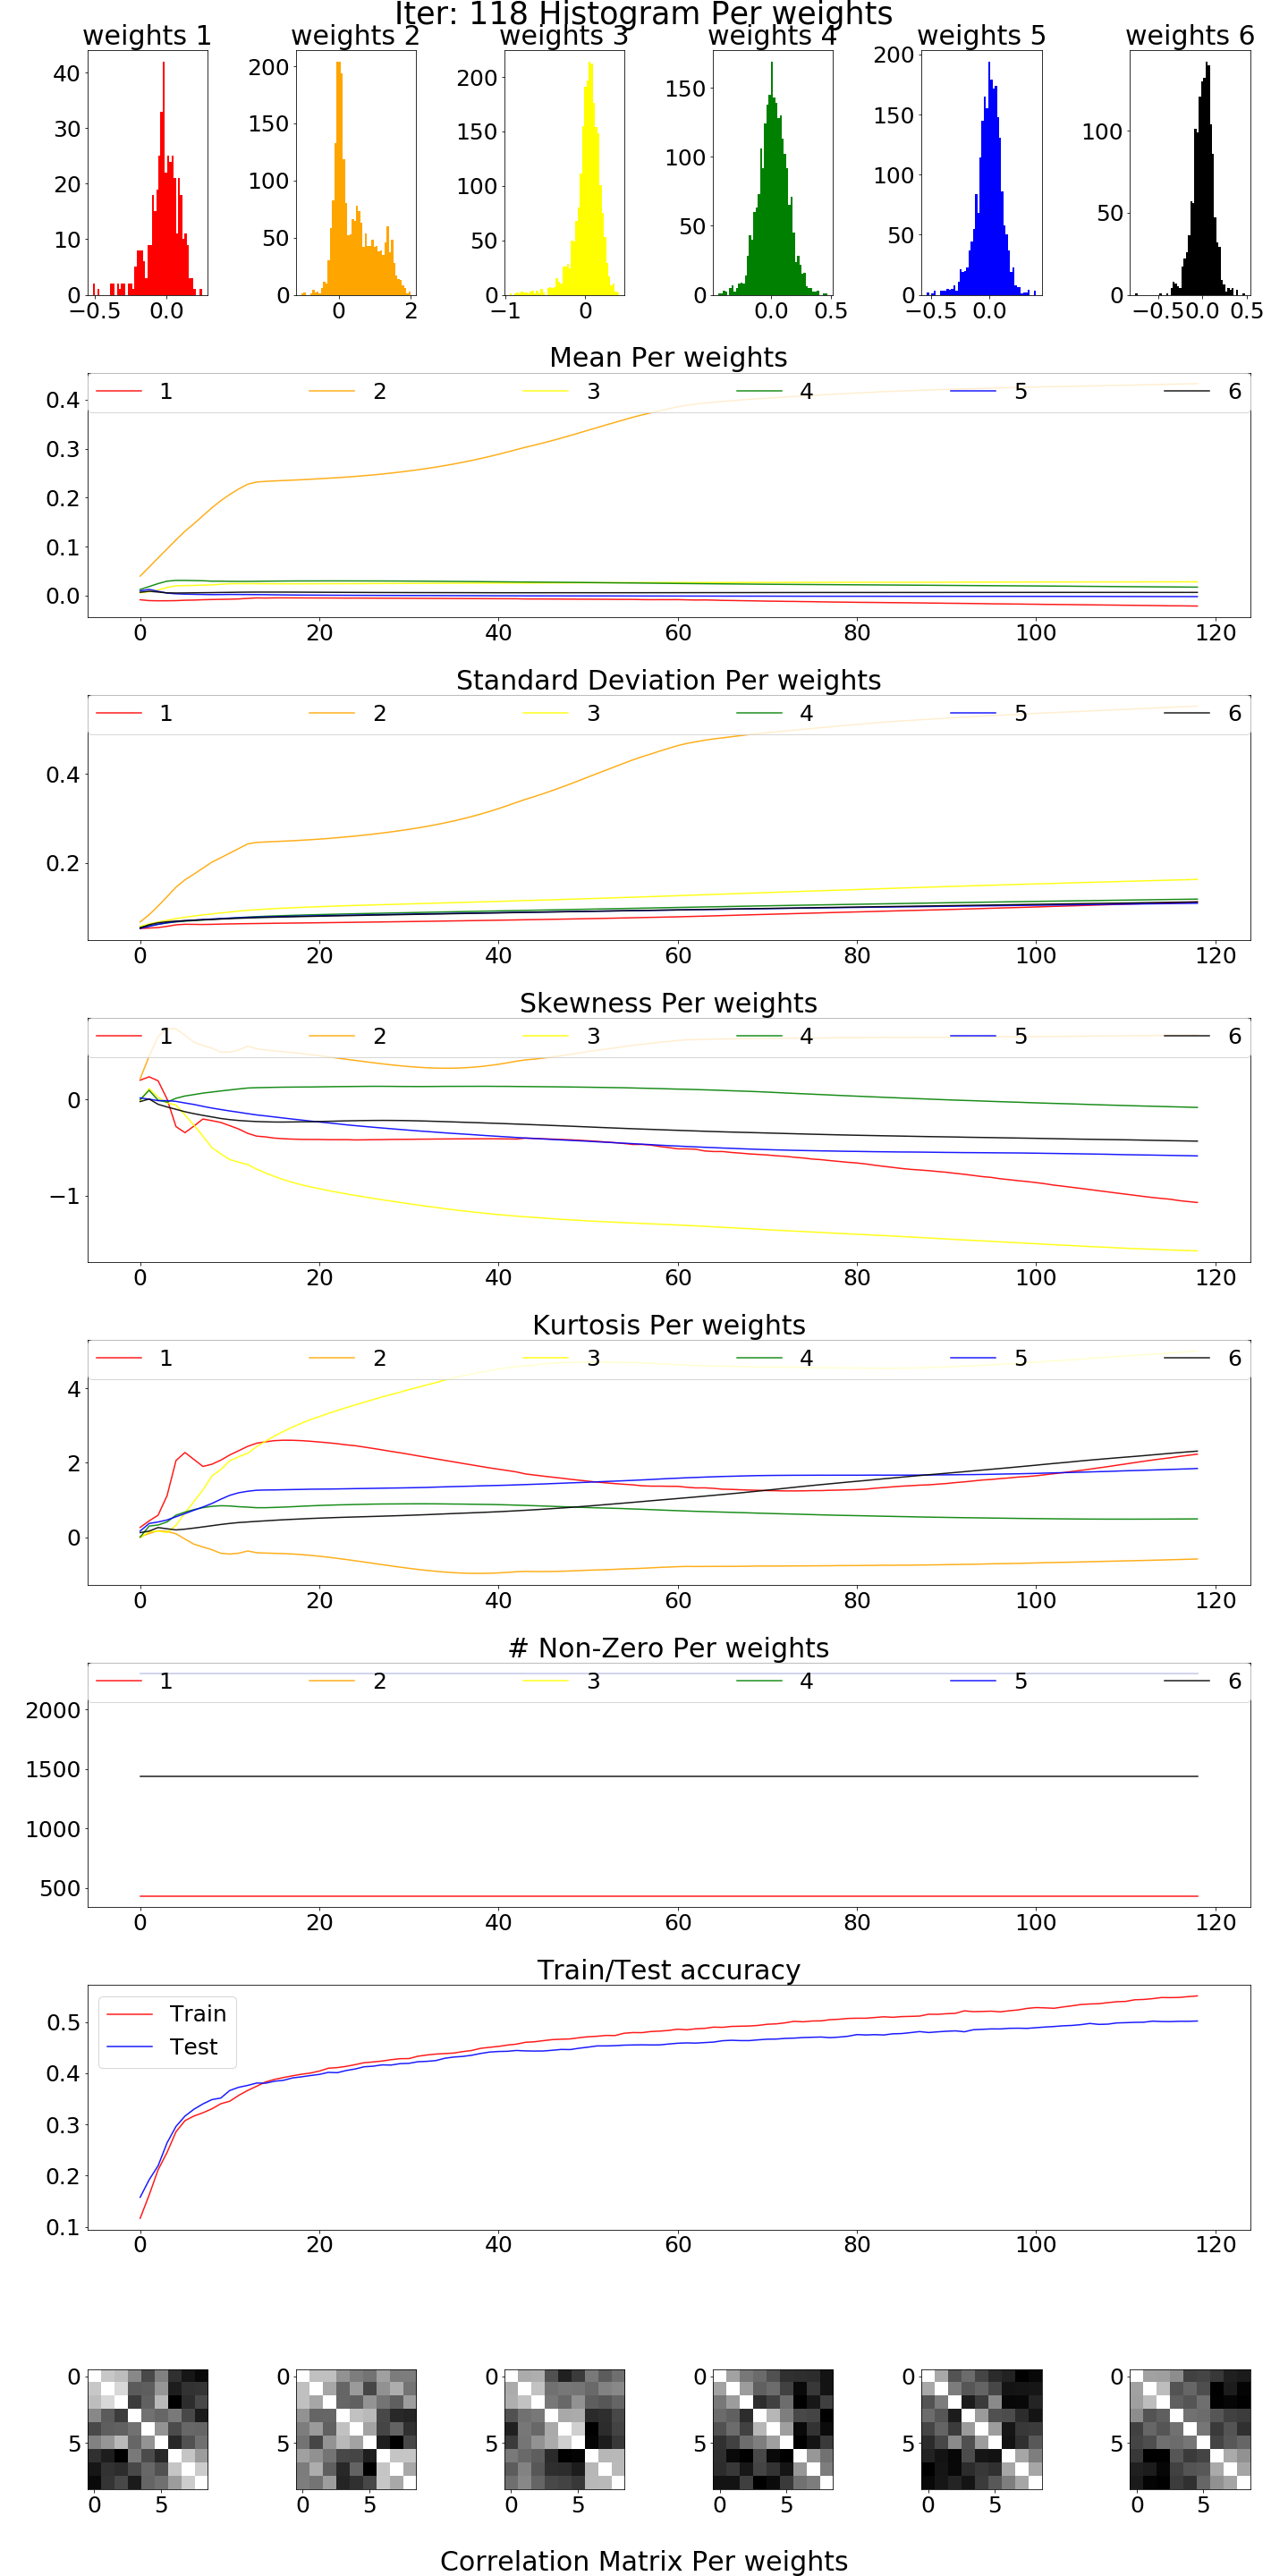 Iter: 118 Histogram Per weights
weights 1 weights 2 weights 3 weights 4 weights 5 weights 6
40
30
20
10
0
−0.5 0.0
200
150
100
50
0
0 2
200
150
100
50
0
−1 0
150
100
50
0
0.0 0.5
200
150
100
50
0
−0.5 0.0
100
50
0
−0.5 0.0 0.5
Mean Per weights
1 2 3 4 5 6
0.4
0.3
0.2
0.1
0.0
0 20 40 60 80 100 120
Standard Deviation Per weights
1 2 3 4 5 6
0.4
0.2
0 20 40 60 80 100 120
Skewness Per weights
1 2 3 4 5 6
0
−1
0 20 40 60 80 100 120
Kurtosis Per weights
1 2 3 4 5 6
4
2
0
0 20 40 60 80 100 120
# Non-Zero Per weights
1 2 3 4 5 6
2000
1500
1000
500
0 20 40 60 80 100 120
Train/Test accuracy
Train
Test
0.5
0.4
0.3
0.2
0.1
0 20 40 60 80 100 120
0 0 0 0 0 0
5 5 5 5 5 5
0 5 0 5 0 5 0 5 0 5 0 5
Correlation Matrix Per weights